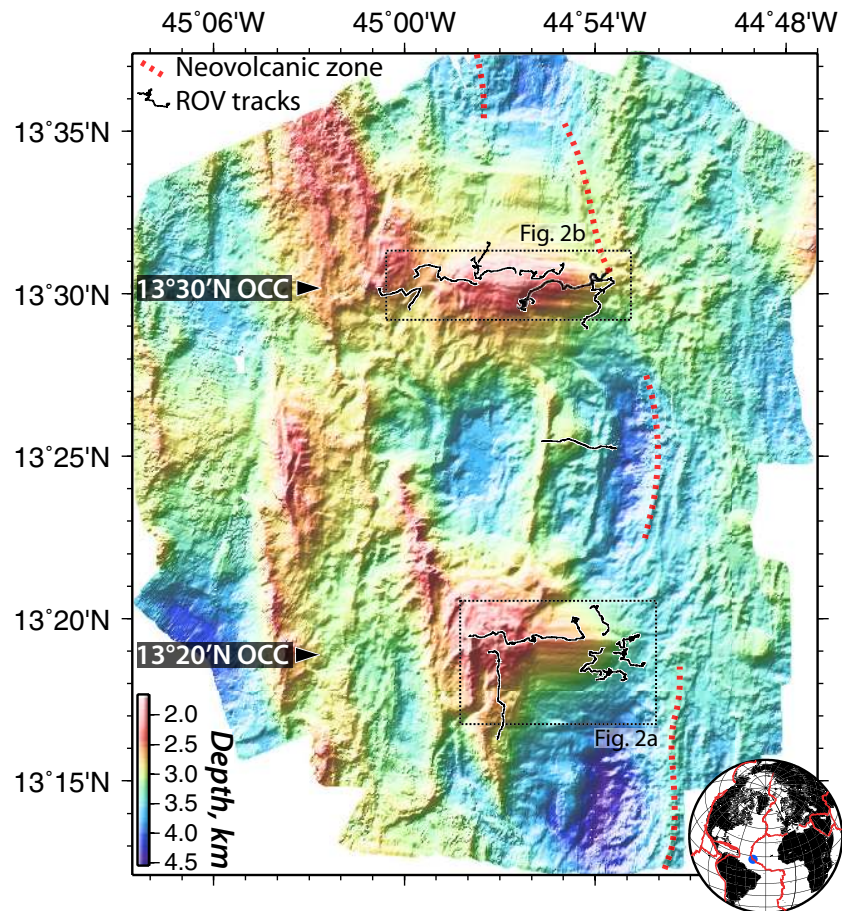 45°06'W 45°00'W 44°54'W 44°48'W
Neovolcanic zone
ROV tracks
13°35'N
Fig. 2b
13°30'N OCC
13°30'N
13°25'N
13°20'N
13°20'N OCC
Fig. 2a
13°15'N
2.0
2.5
3.0
3.5
4.0
4.5
Depth, km